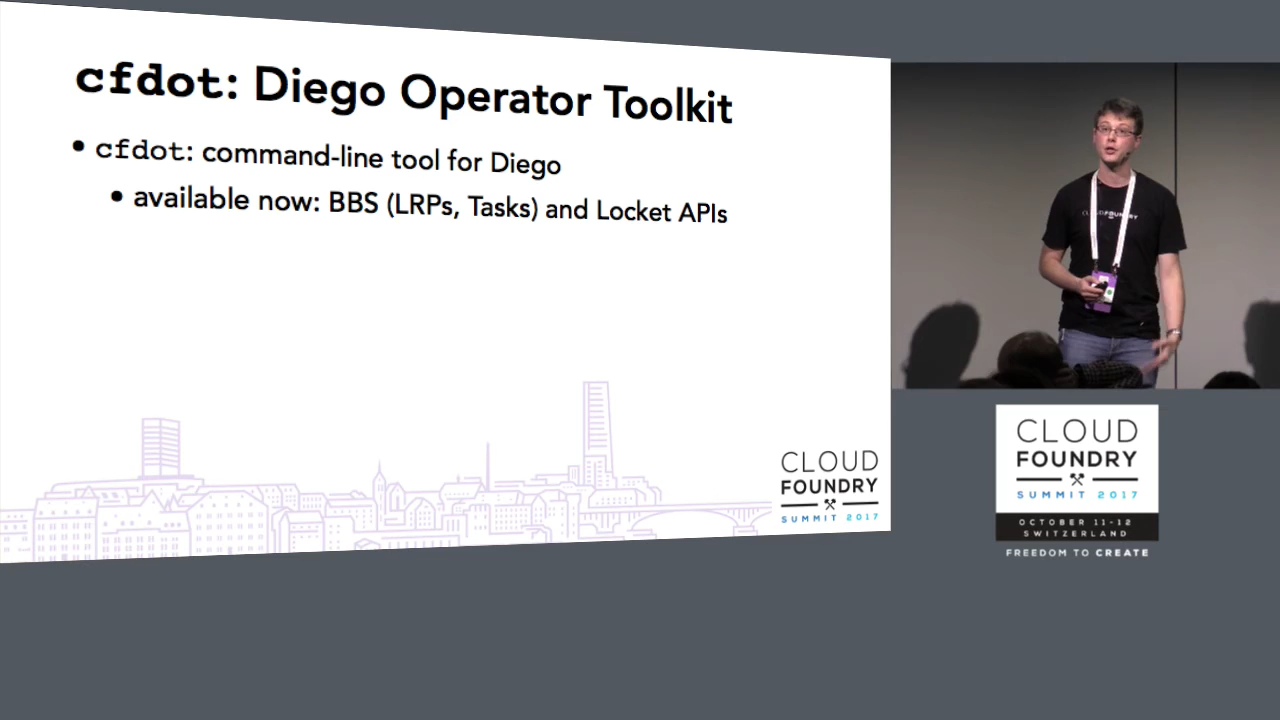 cfdot: Diego Operator Toolkit
• cfdot: command-line tool for Diego
• available now: BBS (LRPs, Tasks) and Locket APIs
CLOUD
FOUNDRY
SUMMIT 2017
CLOUDFOUNDRY
CLOUD
FOUNDRY
SUMMIT 2017
OCTOBER 11-12
SWITZERLAND
FREEDOM TO CREATE